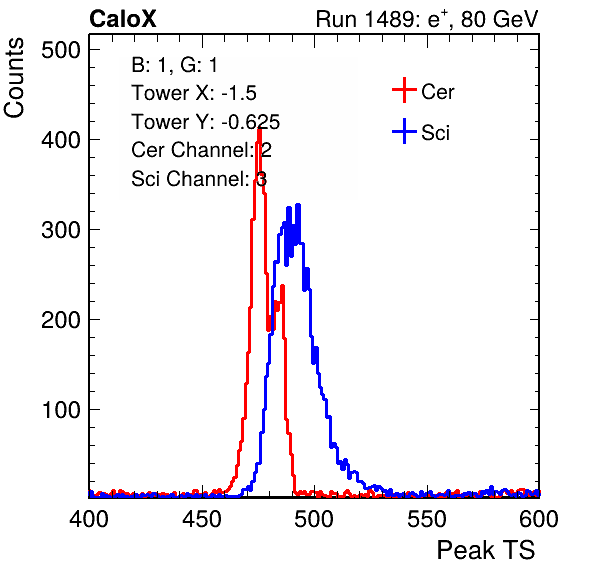 CaloX Run 1489: e⁺, 80 GeV
Counts
500
400
300
200
100
B: 1, G: 1
Tower X: -1.5
Tower Y: -0.625
Cer Channel: 2
Sci Channel: 3
Cer
Sci
400 450 500 550 600
Peak TS